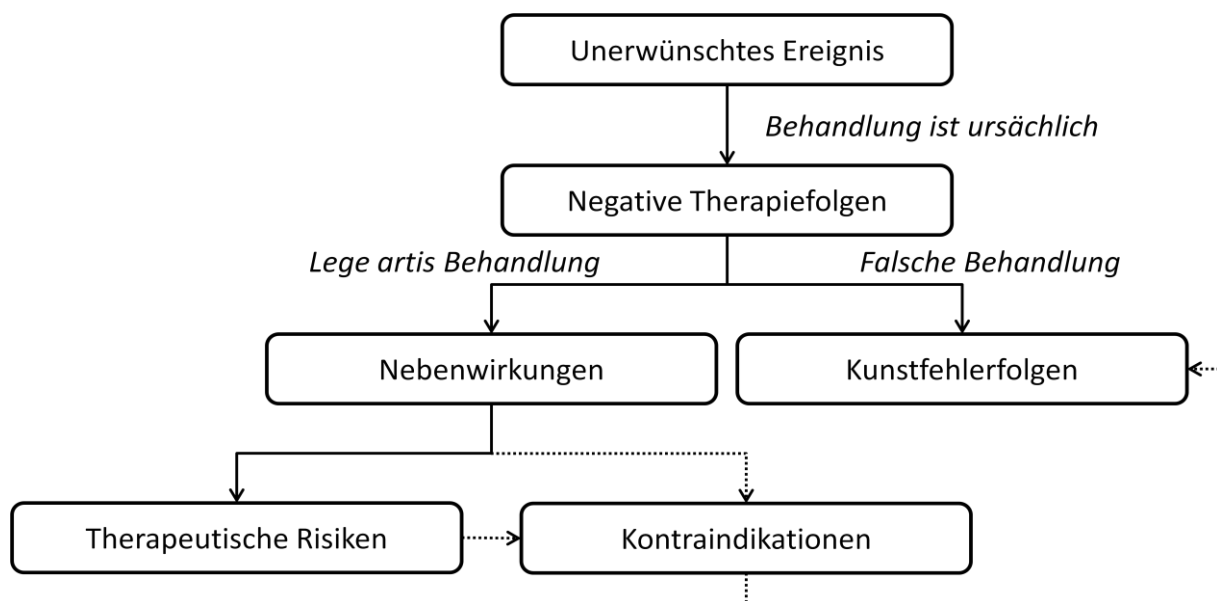 Unerwünschtes Ereignis
Behandlung ist ursächlich
Negative Therapiefolgen
Lege artis Behandlung
Falsche Behandlung
Nebenwirkungen
Kunstfehlerfolgen
Therapeutische Risiken
Kontraindikationen